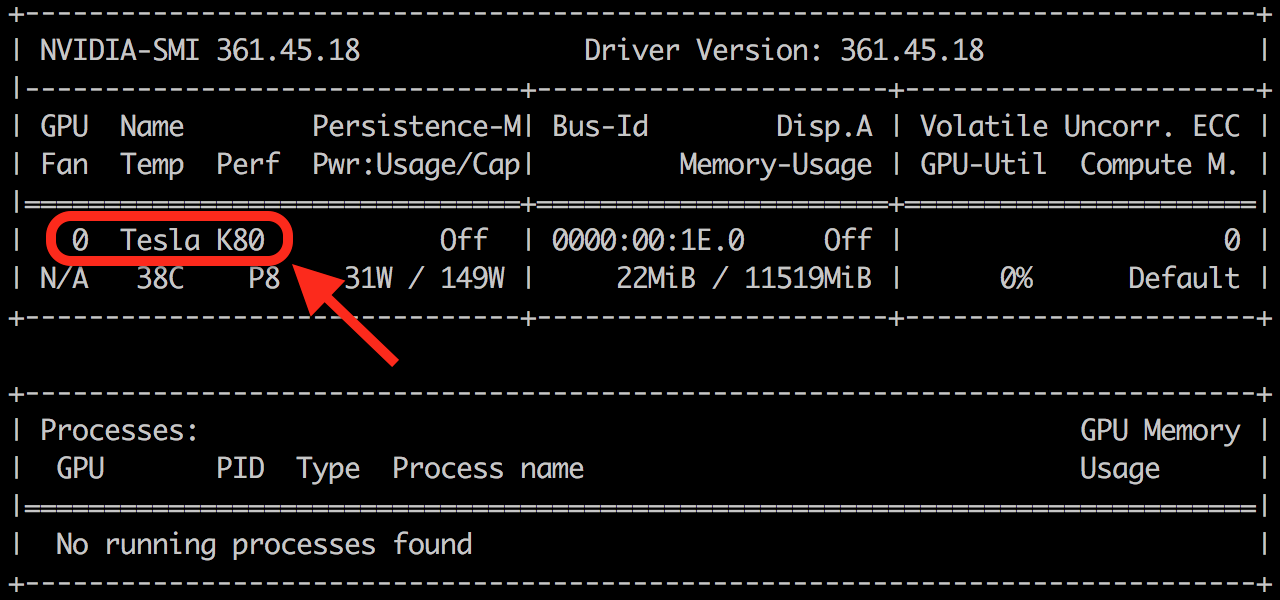 +-----------------------------------------------------------------------------+
| NVIDIA-SMI 361.45.18              Driver Version: 361.45.18                 |
|-------------------------------+----------------------+----------------------+
| GPU  Name        Persistence-M| Bus-Id        Disp.A | Volatile Uncorr. ECC |
| Fan  Temp  Perf  Pwr:Usage/Cap|         Memory-Usage | GPU-Util  Compute M. |
|===============================+======================+======================|
|   0  Tesla K80           Off  | 0000:00:1E.0     Off |                    0 |
| N/A   38C    P8    31W / 149W |     22MiB / 11519MiB |      0%      Default |
+-------------------------------+----------------------+----------------------+
+-----------------------------------------------------------------------------+
| Processes:                                                       GPU Memory |
|  GPU       PID  Type  Process name                               Usage      |
|=============================================================================|
|  No running processes found                                                 |
+-----------------------------------------------------------------------------+